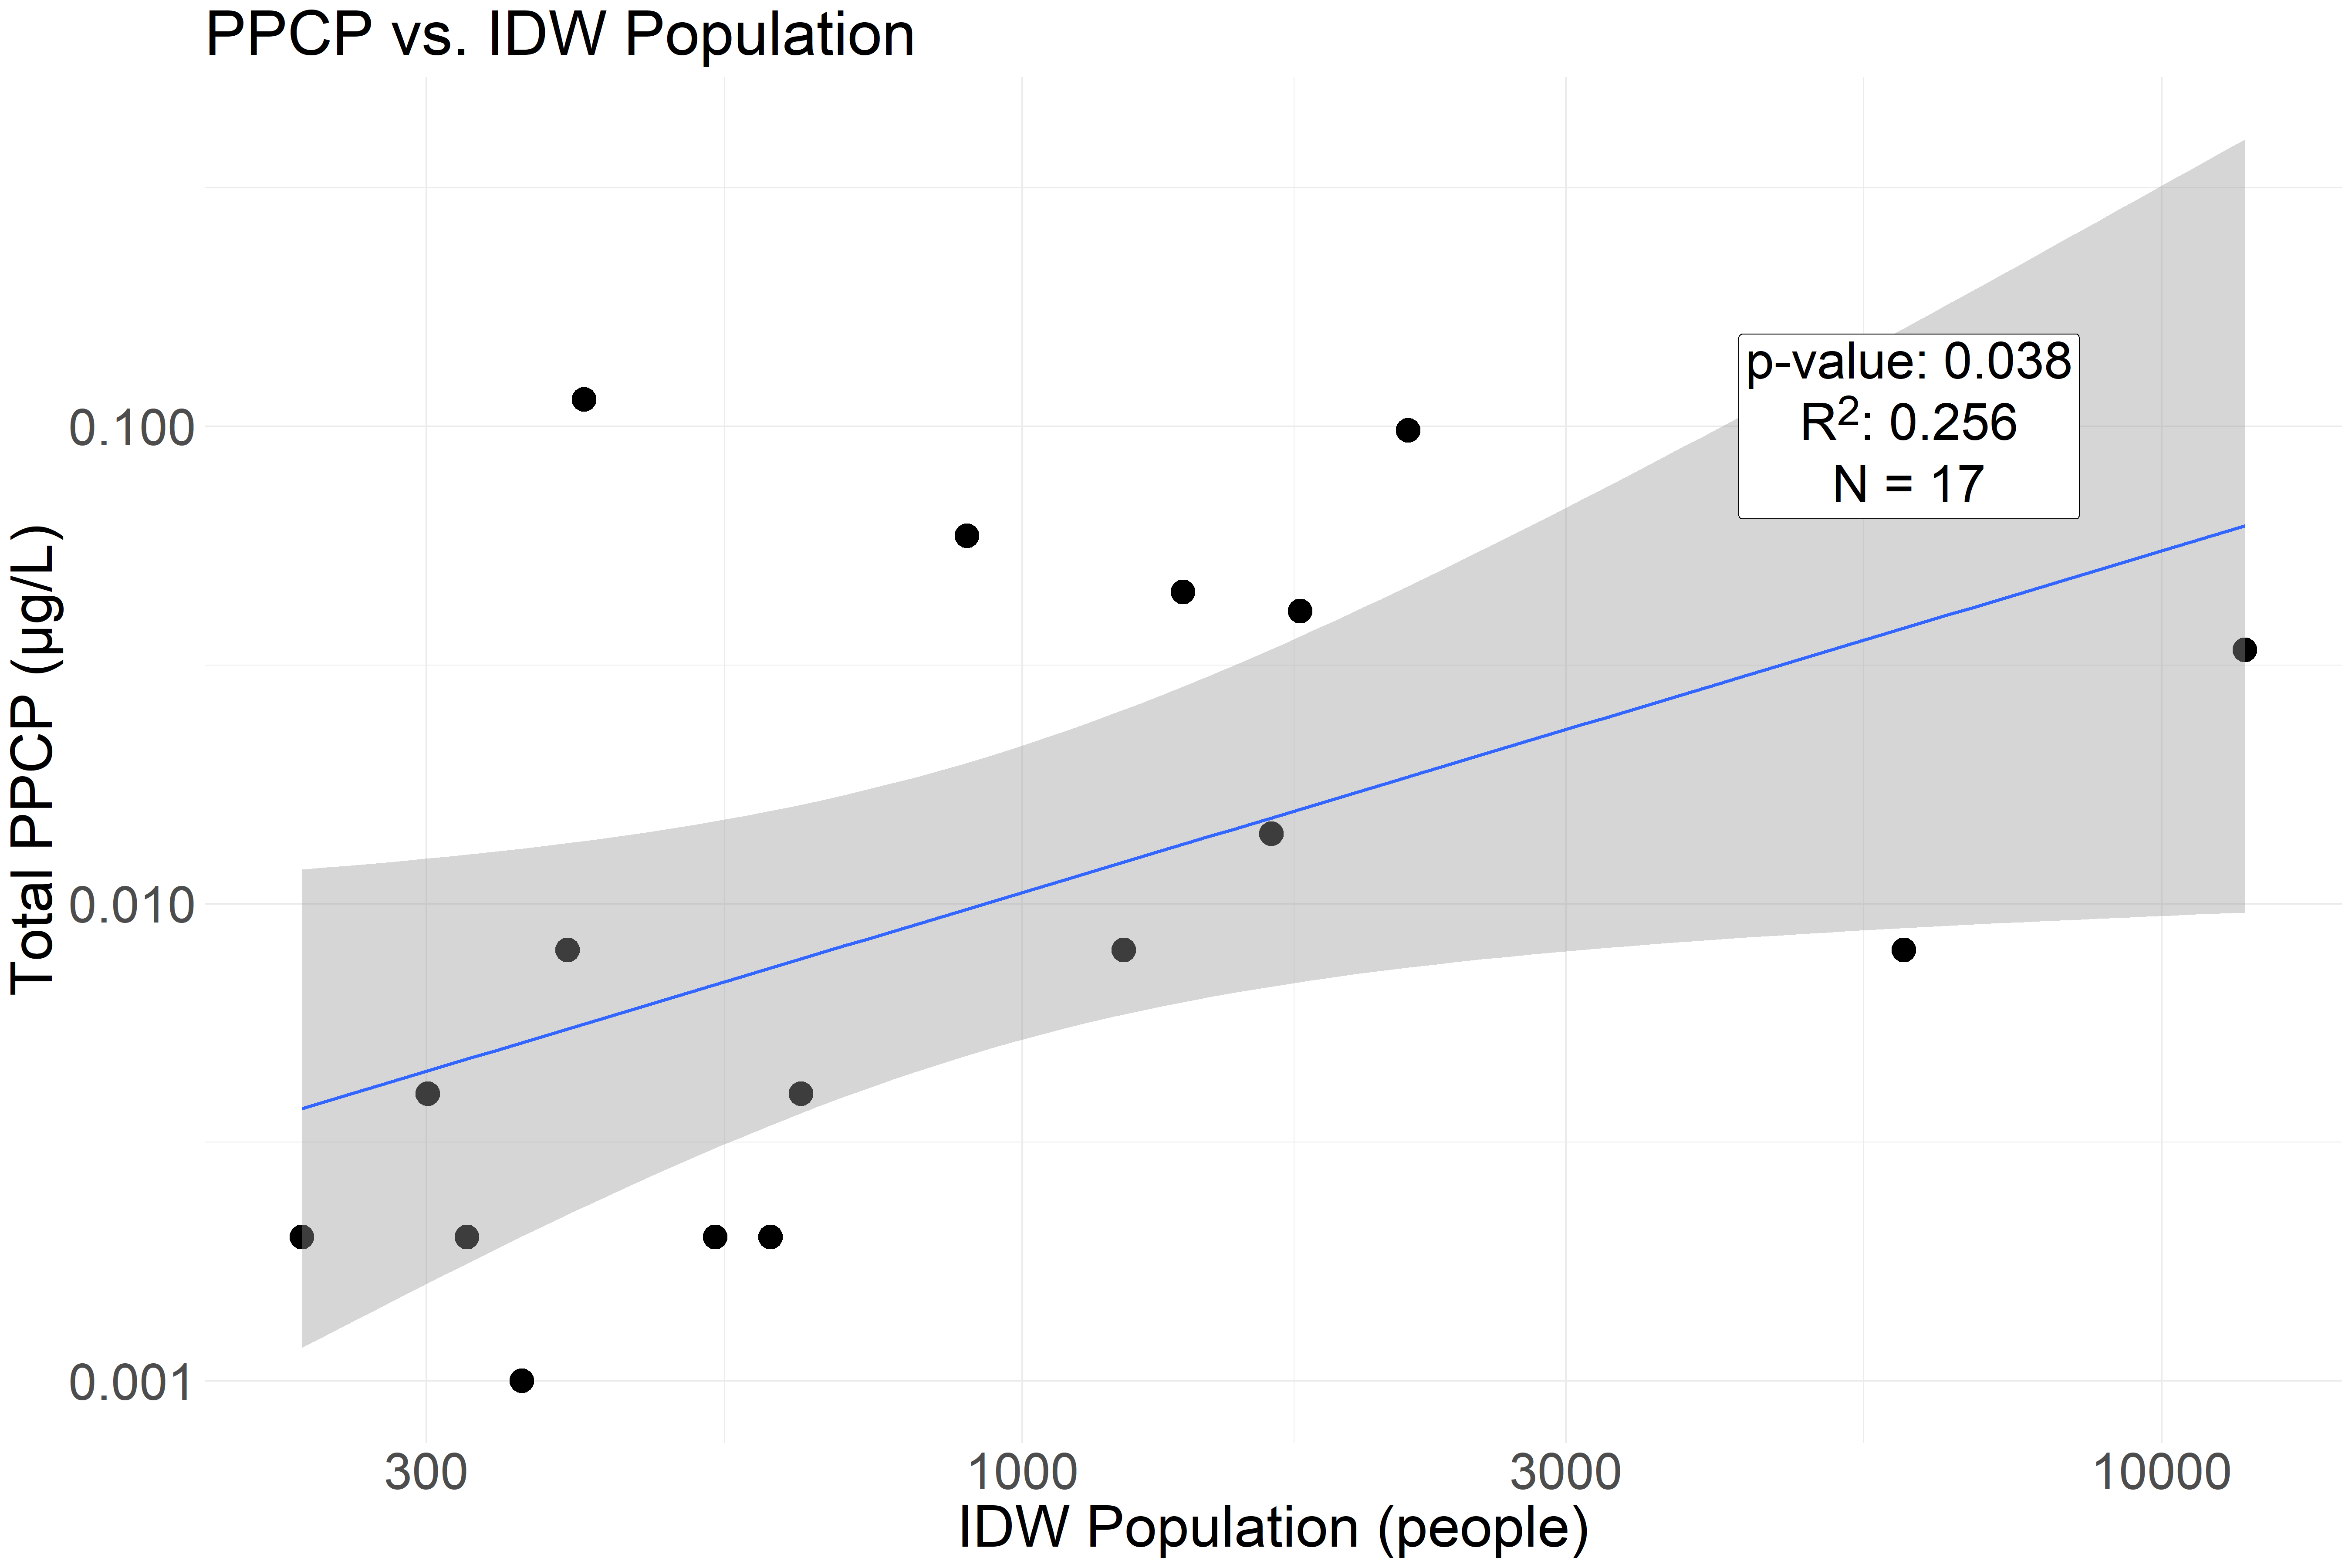 PPCP vs. IDW Population
Total PPCP (µg/L)
0.100
0.010
0.001
p-value: 0.038
R²: 0.256
N = 17
300 1000 3000 10000
IDW Population (people)